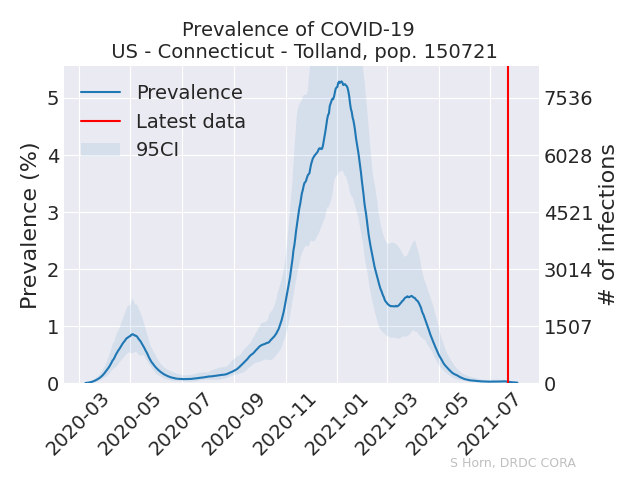 Prevalence of COVID-19
US - Connecticut - Tolland, pop. 150721
Prevalence
Latest data
95CI
Prevalence (%)
5
4
3
2
1
0
7536
6028
4521
3014
1507
0
# of infections
2020-03
2020-05
2020-07
2020-09
2020-11
2021-01
2021-03
2021-05
2021-07
S Horn, DRDC CORA